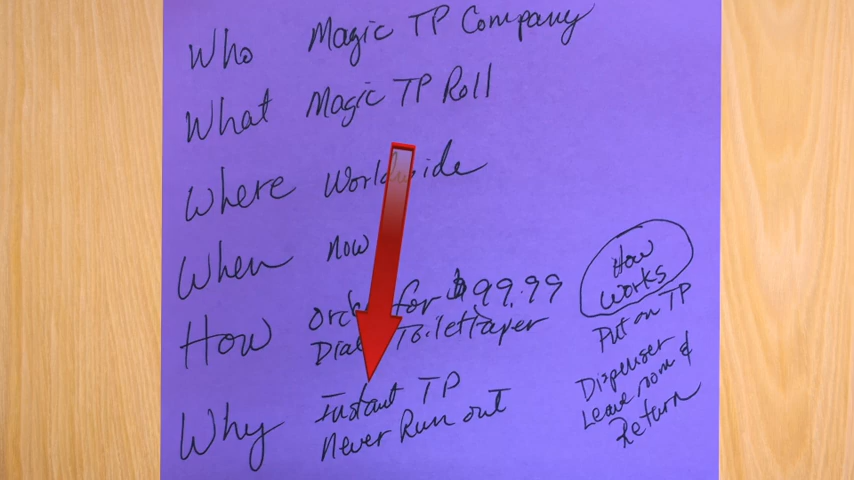 Who Magic TP Company
What Magic TP Roll
Where Worldwide
When now
How Order for $99.99
Dial ToiletPaper
Why Instant TP
Never Run out
How
works
Put on TP
Dispenser
Leave room &
Return